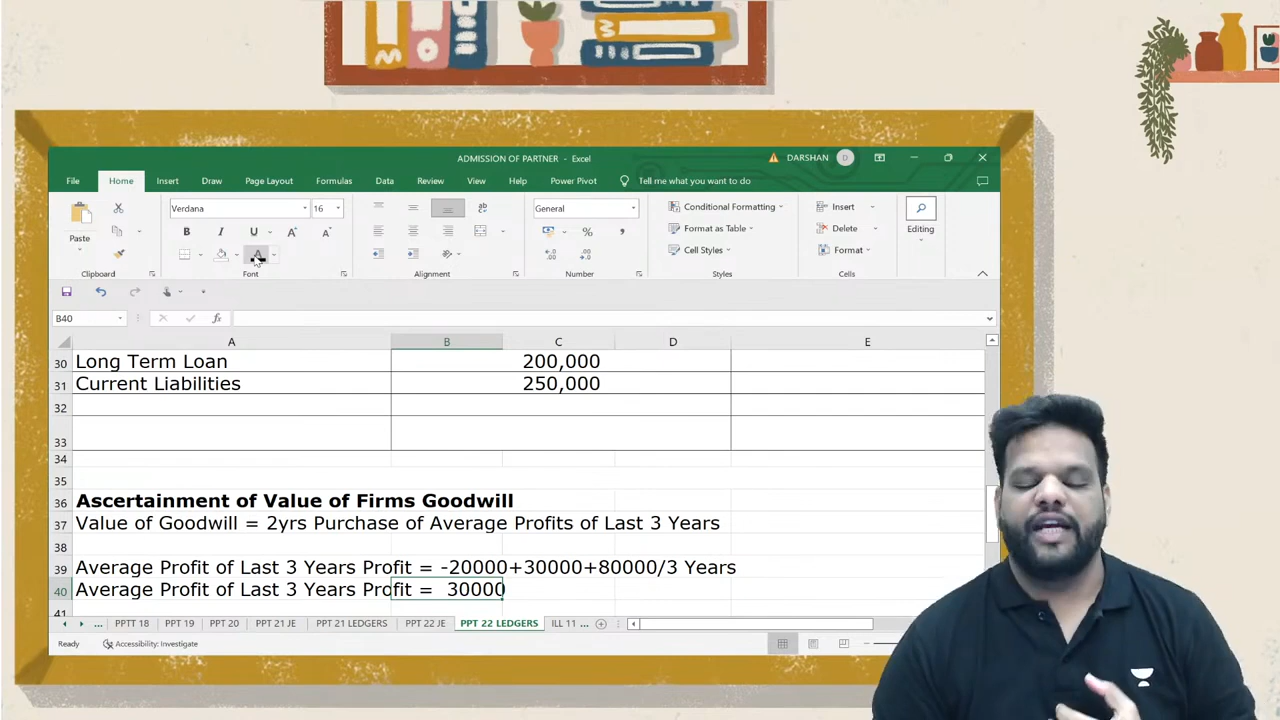 ADMISSION OF PARTNER - Excel
DARSHAN D
File Home Insert Draw Page Layout Formulas Data Review View Help Power Pivot Tell me what you want to do
Verdana 16 General Conditional Formatting Insert
Paste B I U A A % Format as Table Delete Editing
A Cell Styles Format
Clipboard Font Alignment Number Styles Cells
B40 fx
A B C D E
30 Long Term Loan 200,000
31 Current Liabilities 250,000
32
33
34
35
36 Ascertainment of Value of Firms Goodwill
37 Value of Goodwill = 2yrs Purchase of Average Profits of Last 3 Years
38
39 Average Profit of Last 3 Years Profit = -20000+30000+80000/3 Years
40 Average Profit of Last 3 Years Profit = 30000
41
... PPTT 18 PPT 19 PPT 20 PPT 21 JE PPT 21 LEDGERS PPT 22 JE PPT 22 LEDGERS ILL 11 ...
Ready Accessibility: Investigate